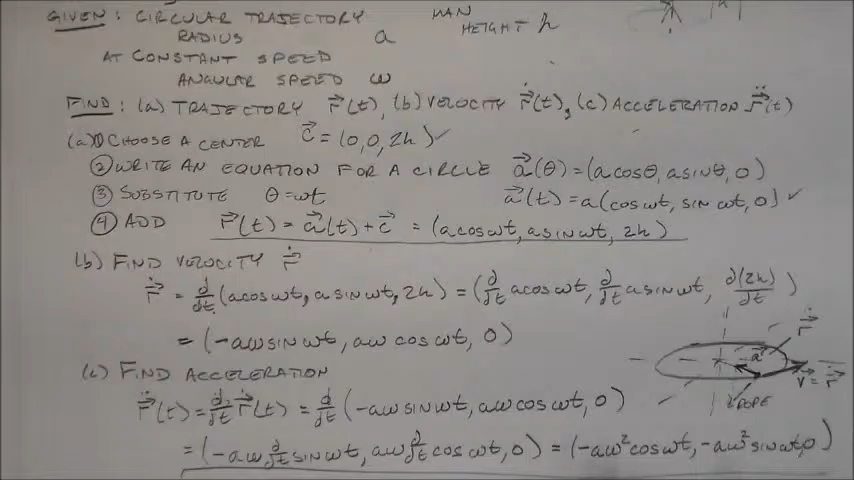 GIVEN: CIRCULAR TRAJECTORY MAN
RADIUS a HEIGHT = h
AT CONSTANT SPEED
ANGULAR SPEED ω
FIND: (a) TRAJECTORY r⃗(t), (b) VELOCITY ṙ⃗(t), (c) ACCELERATION r̈⃗(t)
(a) ① CHOOSE A CENTER c⃗ = (0,0,2h) ✓
② WRITE AN EQUATION FOR A CIRCLE a⃗(θ) = (a cosθ, a sinθ, 0)
③ SUBSTITUTE θ = ωt a⃗(t) = a(cos ωt, sin ωt, 0) ✓
④ ADD r⃗(t) = a⃗(t) + c⃗ = (a cos ωt, a sin ωt, 2h)
(b) FIND VELOCITY ṙ⃗
ṙ⃗ = d/dt (a cos ωt, a sin ωt, 2h) = (d/dt a cos ωt, d/dt a sin ωt, d(2h)/dt)
= (-aω sin ωt, aω cos ωt, 0)
ṙ⃗
a⃗
v⃗ = ṙ⃗
ROPE
(c) FIND ACCELERATION
r̈⃗(t) = d/dt ṙ⃗(t) = d/dt (-aω sin ωt, aω cos ωt, 0)
= (-aω d/dt sin ωt, aω d/dt cos ωt, 0) = (-aω² cos ωt, -aω² sin ωt, 0)